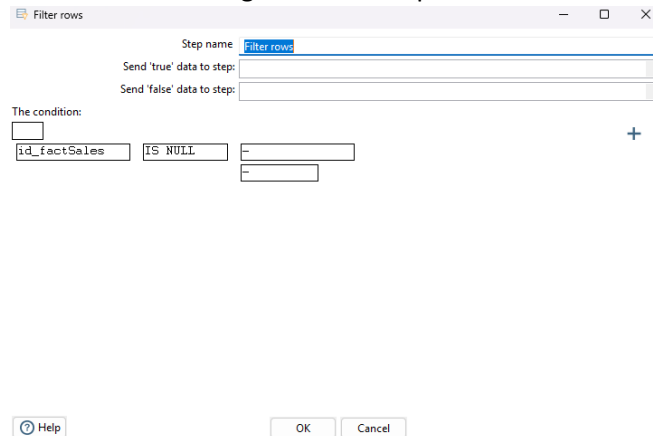 Filter rows
Step name Filter rows
Send 'true' data to step:
Send 'false' data to step:
The condition:
id_factSales IS NULL -
-
Help OK Cancel